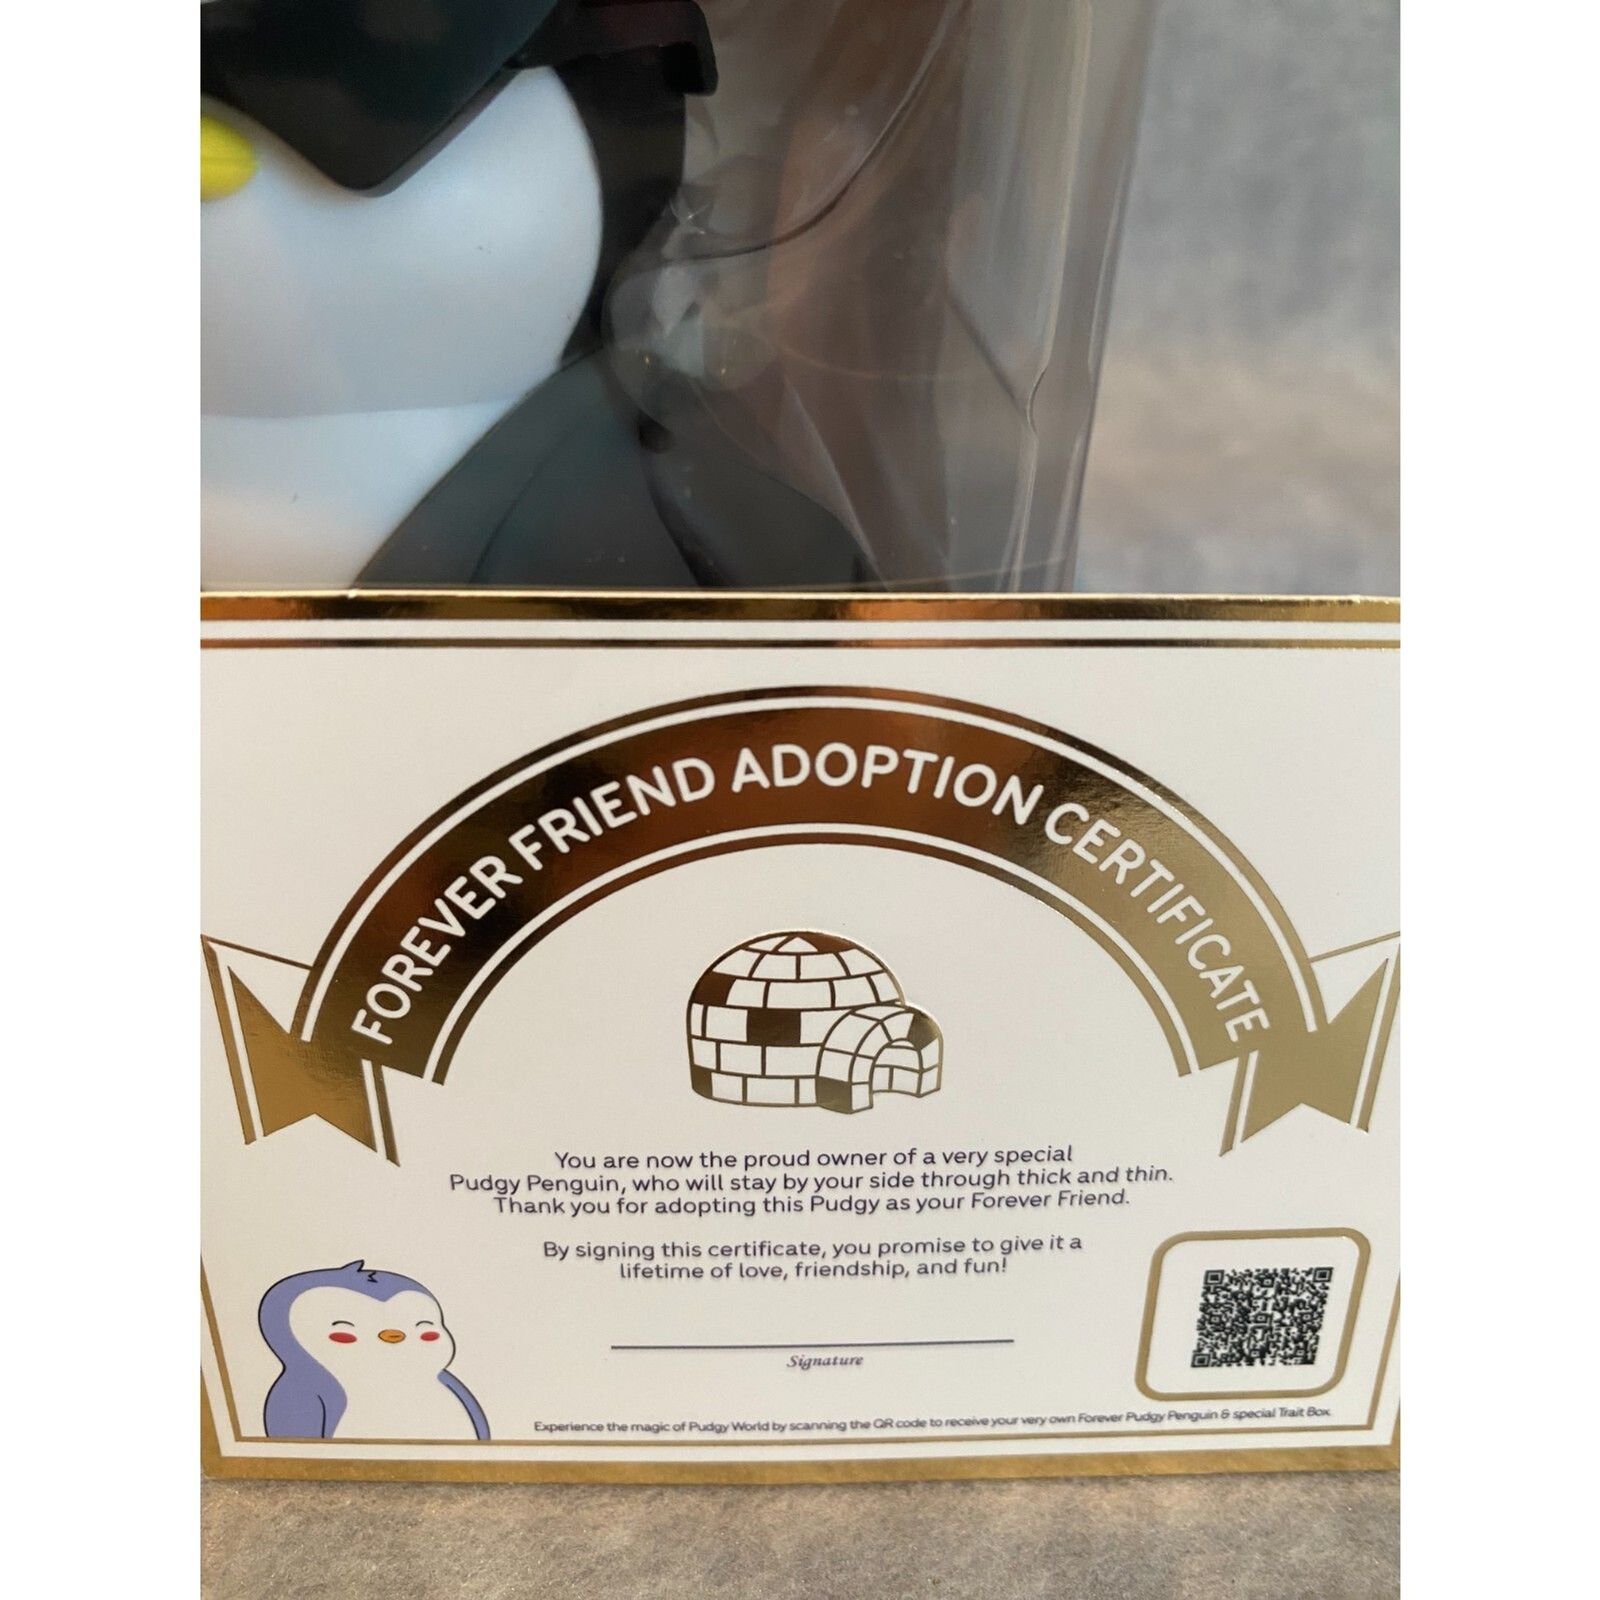 FOREVER FRIEND ADOPTION CERTIFICATE
You are now the proud owner of a very special
Pudgy Penguin, who will stay by your side through thick and thin.
Thank you for adopting this Pudgy as your Forever Friend.
By signing this certificate, you promise to give it a
lifetime of love, friendship, and fun!
Signature
Experience the magic of Pudgy World by scanning the QR code to receive your very own Forever Pudgy Penguin & special Trait Box.